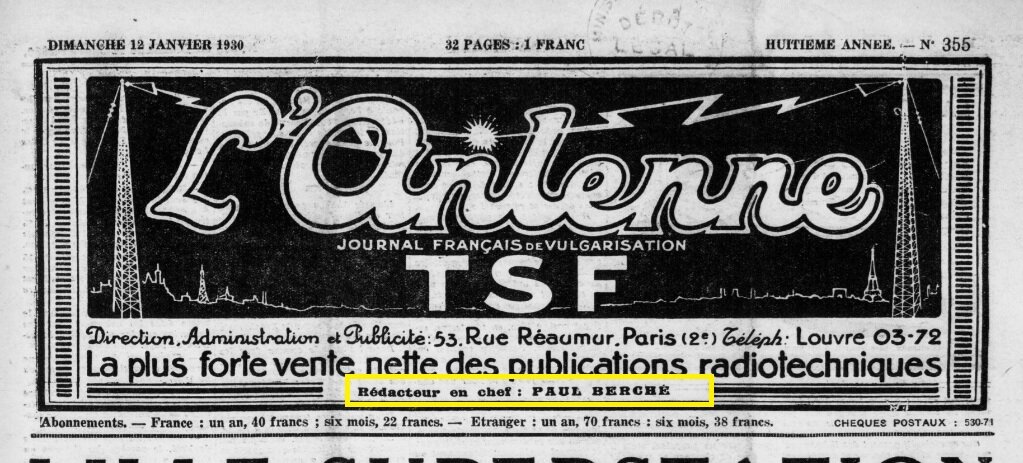 DÉPÔT
LEGAL
DIMANCHE 12 JANVIER 1930 32 PAGES : 1 FRANC HUITIEME ANNEE. — N° 355
L'Antenne
JOURNAL FRANÇAIS DE VULGARISATION
TSF
Direction, Administration et Publicité: 53, Rue Réaumur, Paris (2e) Téléph: Louvre 03-72
La plus forte vente nette des publications radiotechniques
Rédacteur en chef : PAUL BERCHÉ
Abonnements. — France : un an, 40 francs ; six mois, 22 francs. — Etranger : un an, 70 francs : six mois, 38 francs. CHEQUES POSTAUX : 530-71